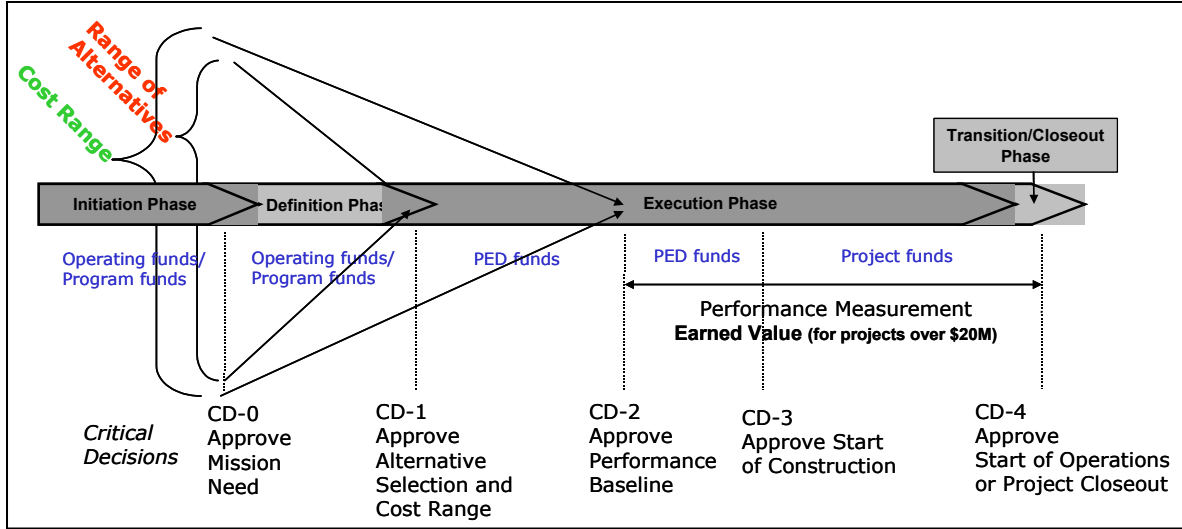 Range of
Alternatives
Cost Range
Transition/Closeout
Phase
Initiation Phase
Definition Phas
Execution Phase
Operating funds/
Program funds
Operating funds/
Program funds
PED funds
PED funds
Project funds
Performance Measurement
Earned Value (for projects over $20M)
Critical
Decisions
CD-0
Approve
Mission
Need
CD-1
Approve
Alternative
Selection and
Cost Range
CD-2
Approve
Performance
Baseline
CD-3
Approve Start
of Construction
CD-4
Approve
Start of Operations
or Project Closeout